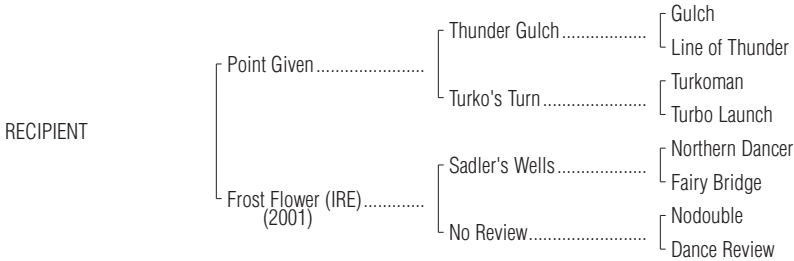 Gulch
Thunder Gulch...................
Line of Thunder
Point Given.......................
Turkoman
Turko's Turn......................
Turbo Launch
RECIPIENT
Northern Dancer
Sadler's Wells...................
Fairy Bridge
Frost Flower (IRE).............
(2001)
Nodouble
No Review.........................
Dance Review